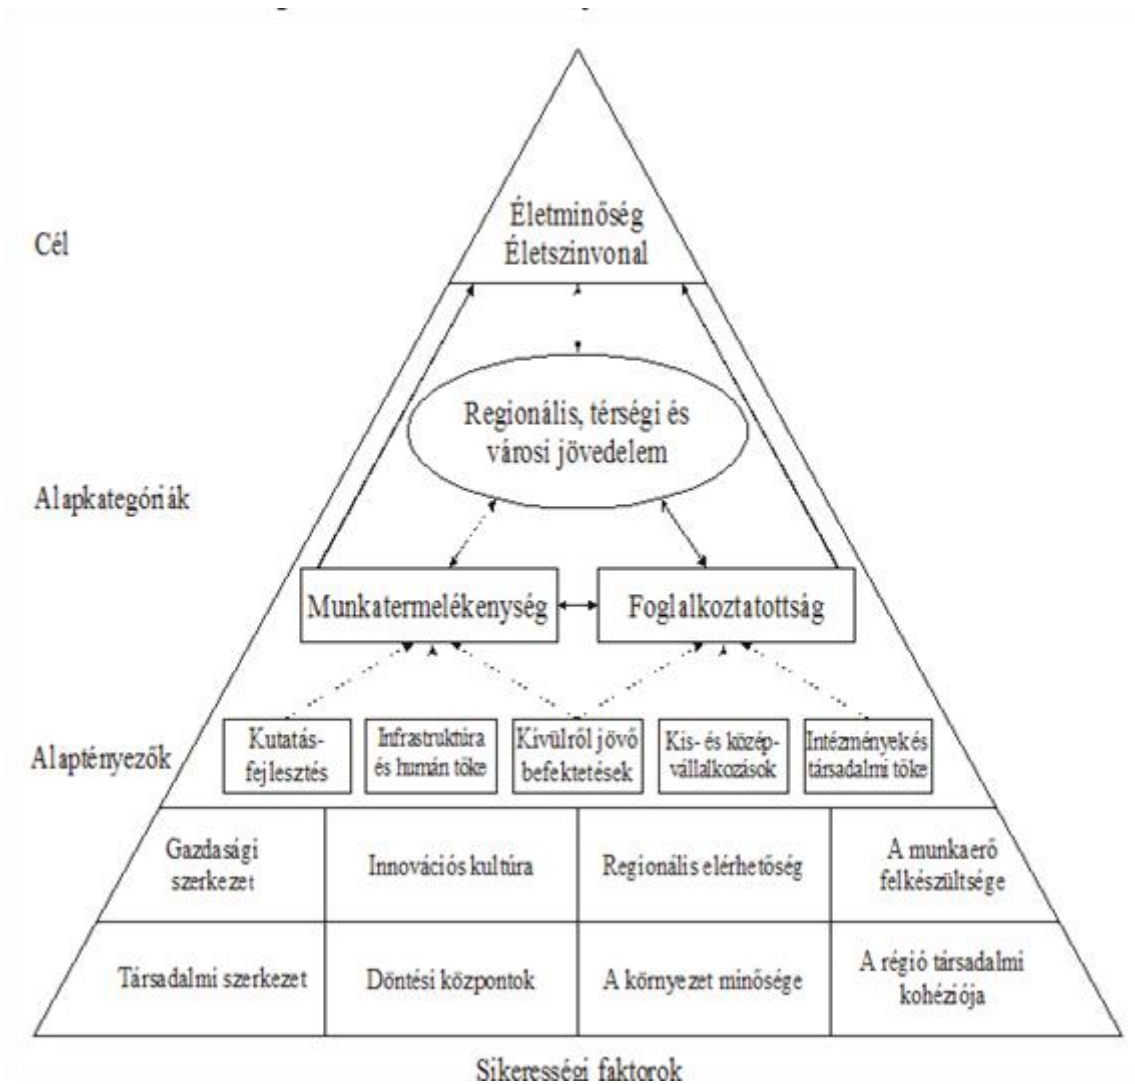 Életminőség
Életszínvonal
Cél
Regionális, térségi és
városi jövedelem
Alapkategóriák
Munkatermelékenység
Foglalkoztatottság
Alaptényezők
Kutatás-
fejlesztés
Infrastruktúra
és humán tőke
Kívülről jövő
befektetések
Kis- és közép-
vállalkozások
Intézmények és
társadalmi tőke
Gazdasági
szerkezet
Innovációs kultúra
Regionális elérhetőség
A munkaerő
felkészültsége
Társadalmi szerkezet
Döntési központok
A környezet minősége
A régió társadalmi
kohéziója
Sikerességi faktorok